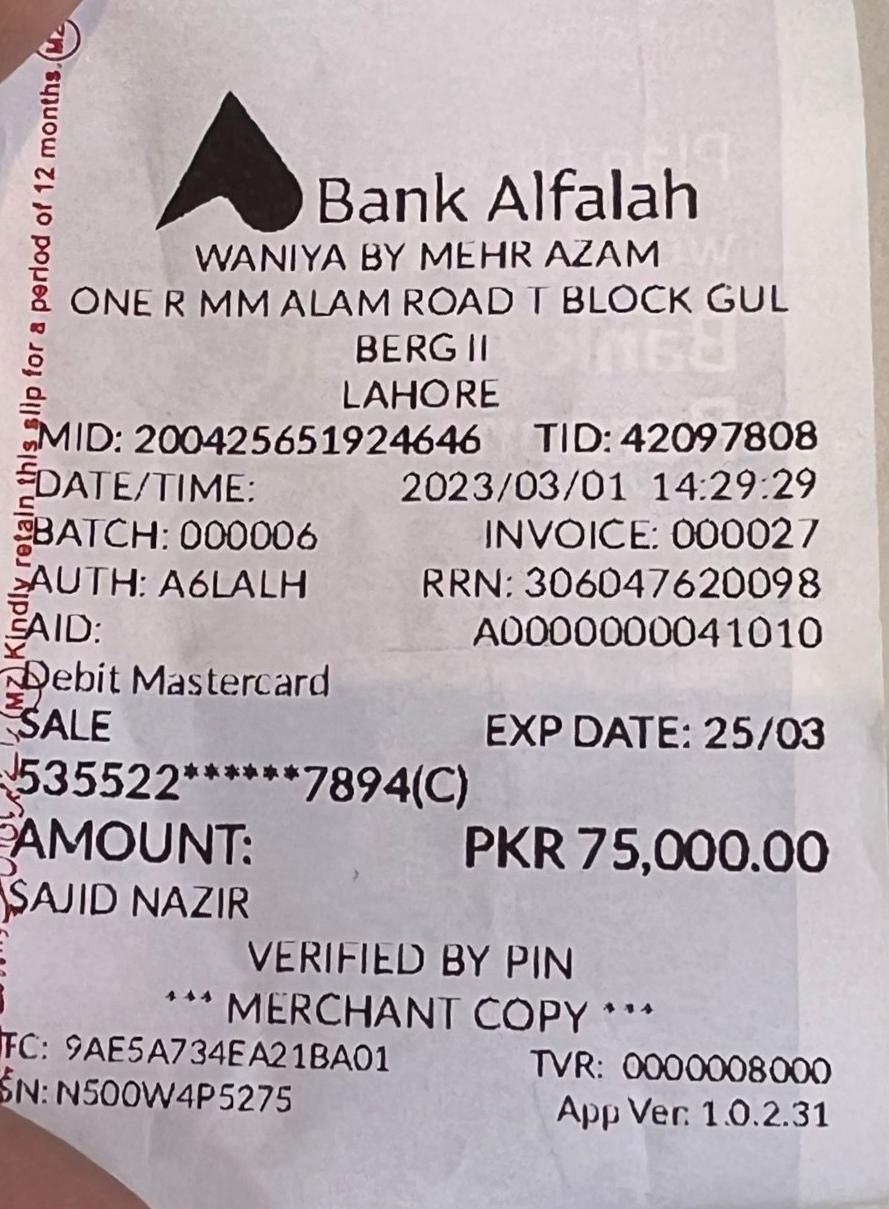 Bank Alfalah
WANIYA BY MEHR AZAM
ONE R MM ALAM ROAD T BLOCK GUL
BERG II
LAHORE
MID: 200425651924646 TID: 42097808
DATE/TIME: 2023/03/01 14:29:29
BATCH: 000006 INVOICE: 000027
AUTH: A6LALH RRN: 306047620098
AID: A0000000041010
Debit Mastercard
SALE EXP DATE: 25/03
535522******7894(C)
AMOUNT: PKR 75,000.00
SAJID NAZIR
VERIFIED BY PIN
*** MERCHANT COPY ***
TC: 9AE5A734EA21BA01 TVR: 0000008000
SN: N500W4P5275 App Ver: 1.0.2.31
(MZ) Kindly retain this slip for a period of 12 months. (MZ